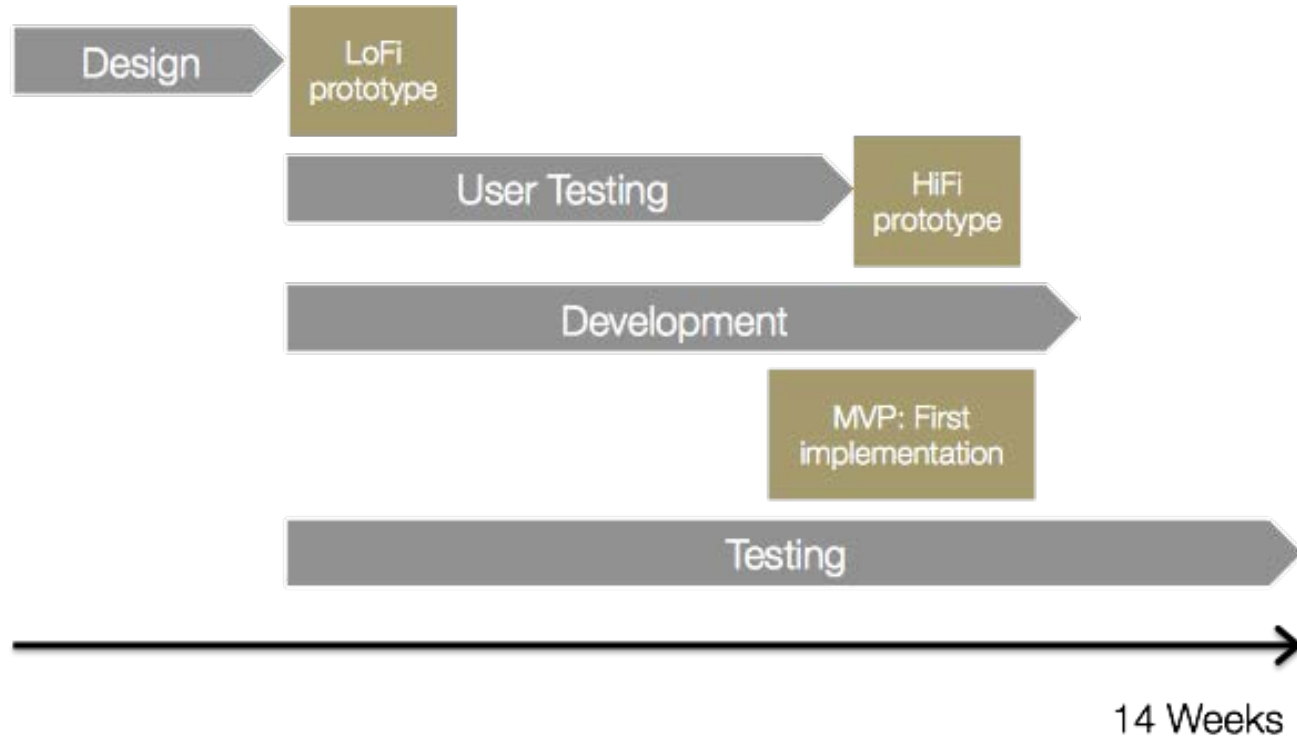 Design
LoFi
prototype
User Testing
HiFi
prototype
Development
MVP: First
implementation
Testing
14 Weeks